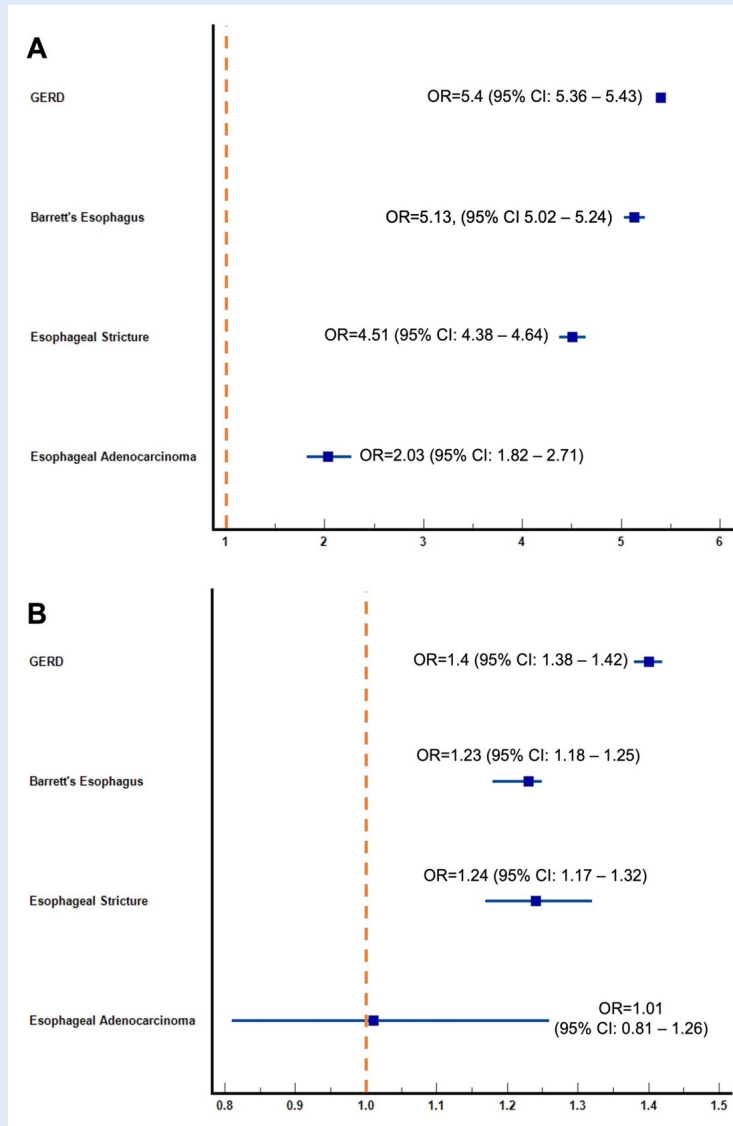 A
GERD
OR=5.4 (95% CI: 5.36 – 5.43)
Barrett's Esophagus
OR=5.13, (95% CI 5.02 – 5.24)
Esophageal Stricture
OR=4.51 (95% CI: 4.38 – 4.64)
Esophageal Adenocarcinoma
OR=2.03 (95% CI: 1.82 – 2.71)
1 2 3 4 5 6
B
GERD
OR=1.4 (95% CI: 1.38 – 1.42)
Barrett's Esophagus
OR=1.23 (95% CI: 1.18 – 1.25)
Esophageal Stricture
OR=1.24 (95% CI: 1.17 – 1.32)
Esophageal Adenocarcinoma
OR=1.01
(95% CI: 0.81 – 1.26)
0.8 0.9 1.0 1.1 1.2 1.3 1.4 1.5